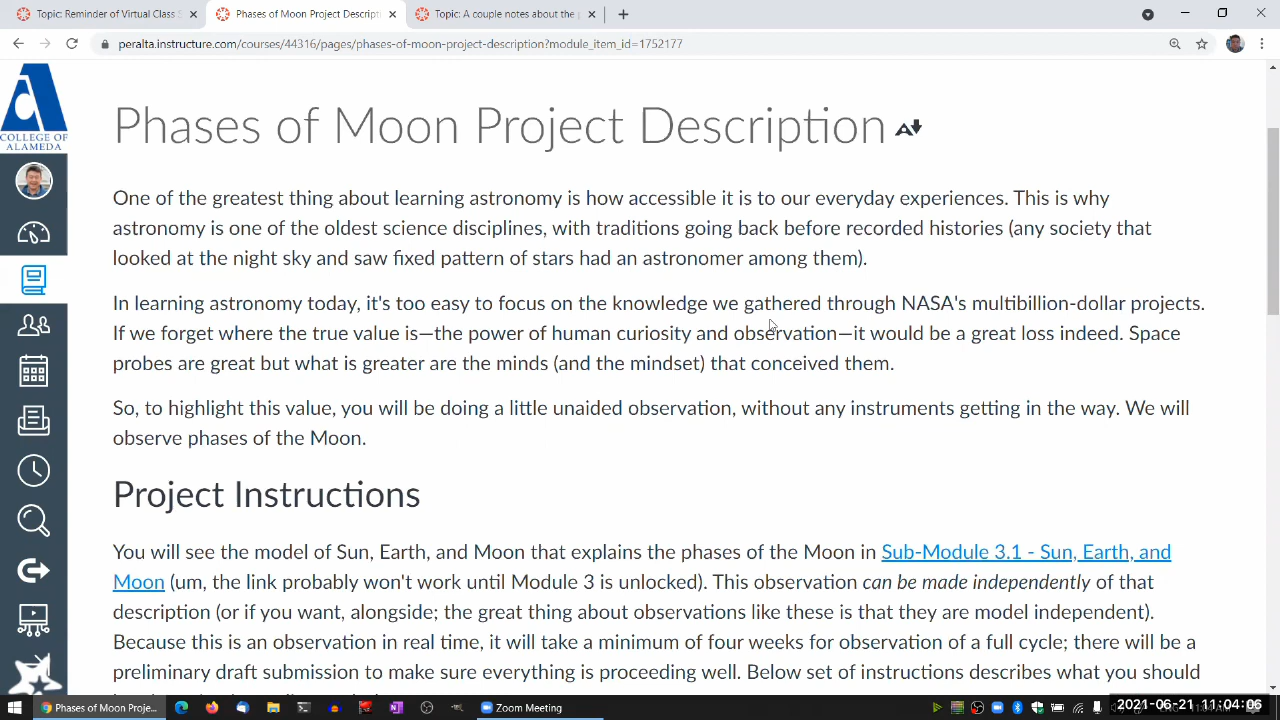 Topic: Reminder of Virtual Class S
Phases of Moon Project Descripti
Topic: A couple notes about the
peralta.instructure.com/courses/44316/pages/phases-of-moon-project-description?module_item_id=1752177
COLLEGE OF
ALAMEDA
Phases of Moon Project Description
One of the greatest thing about learning astronomy is how accessible it is to our everyday experiences. This is why
astronomy is one of the oldest science disciplines, with traditions going back before recorded histories (any society that
looked at the night sky and saw fixed pattern of stars had an astronomer among them).
In learning astronomy today, it's too easy to focus on the knowledge we gathered through NASA's multibillion-dollar projects.
If we forget where the true value is—the power of human curiosity and observation—it would be a great loss indeed. Space
probes are great but what is greater are the minds (and the mindset) that conceived them.
So, to highlight this value, you will be doing a little unaided observation, without any instruments getting in the way. We will
observe phases of the Moon.
Project Instructions
You will see the model of Sun, Earth, and Moon that explains the phases of the Moon in Sub-Module 3.1 - Sun, Earth, and
Moon (um, the link probably won't work until Module 3 is unlocked). This observation can be made independently of that
description (or if you want, alongside; the great thing about observations like these is that they are model independent).
Because this is an observation in real time, it will take a minimum of four weeks for observation of a full cycle; there will be a
preliminary draft submission to make sure everything is proceeding well. Below set of instructions describes what you should
Phases of Moon Proje...
Zoom Meeting
2021-06-21 11:04:06